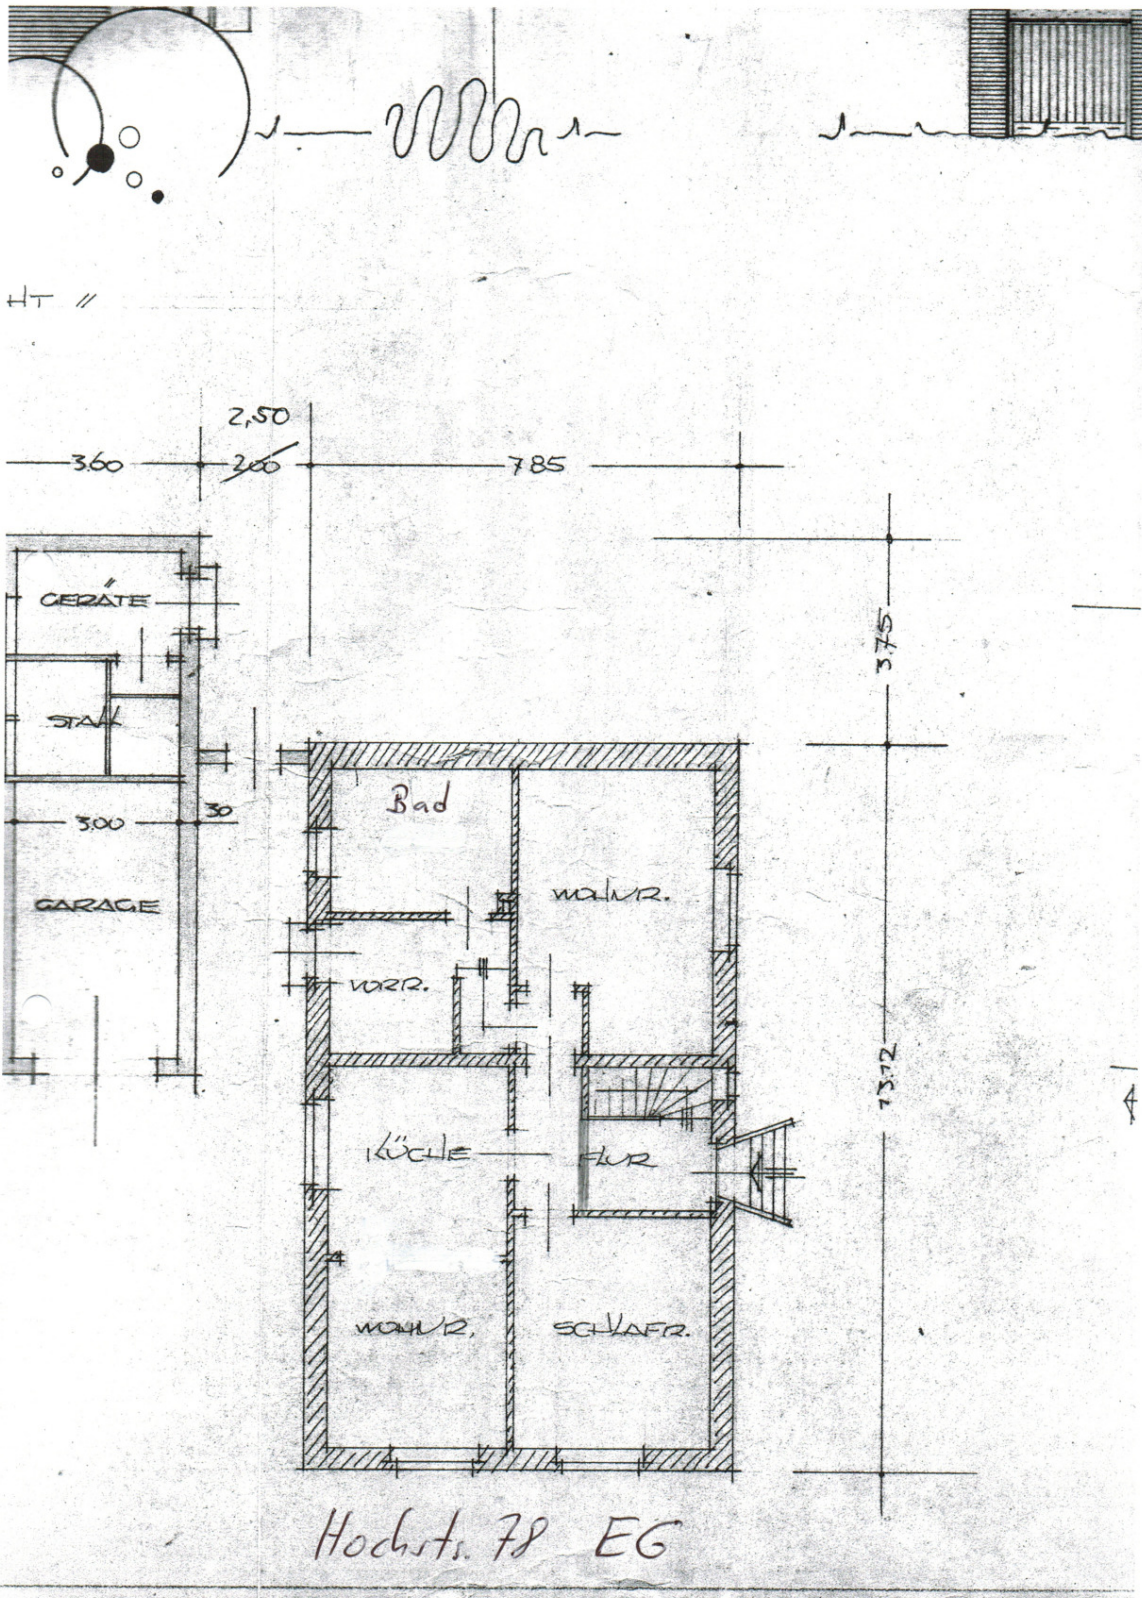 HT "
2,50
3.60
2.00
7.85
GERÄTE
3.75
STALL
Bad
3.00
30
WOHNR.
GARAGE
VORR.
13.12
KÜCHE
FLUR
WOHNR.
SCHLAFR.
Hochstr. 78 EG